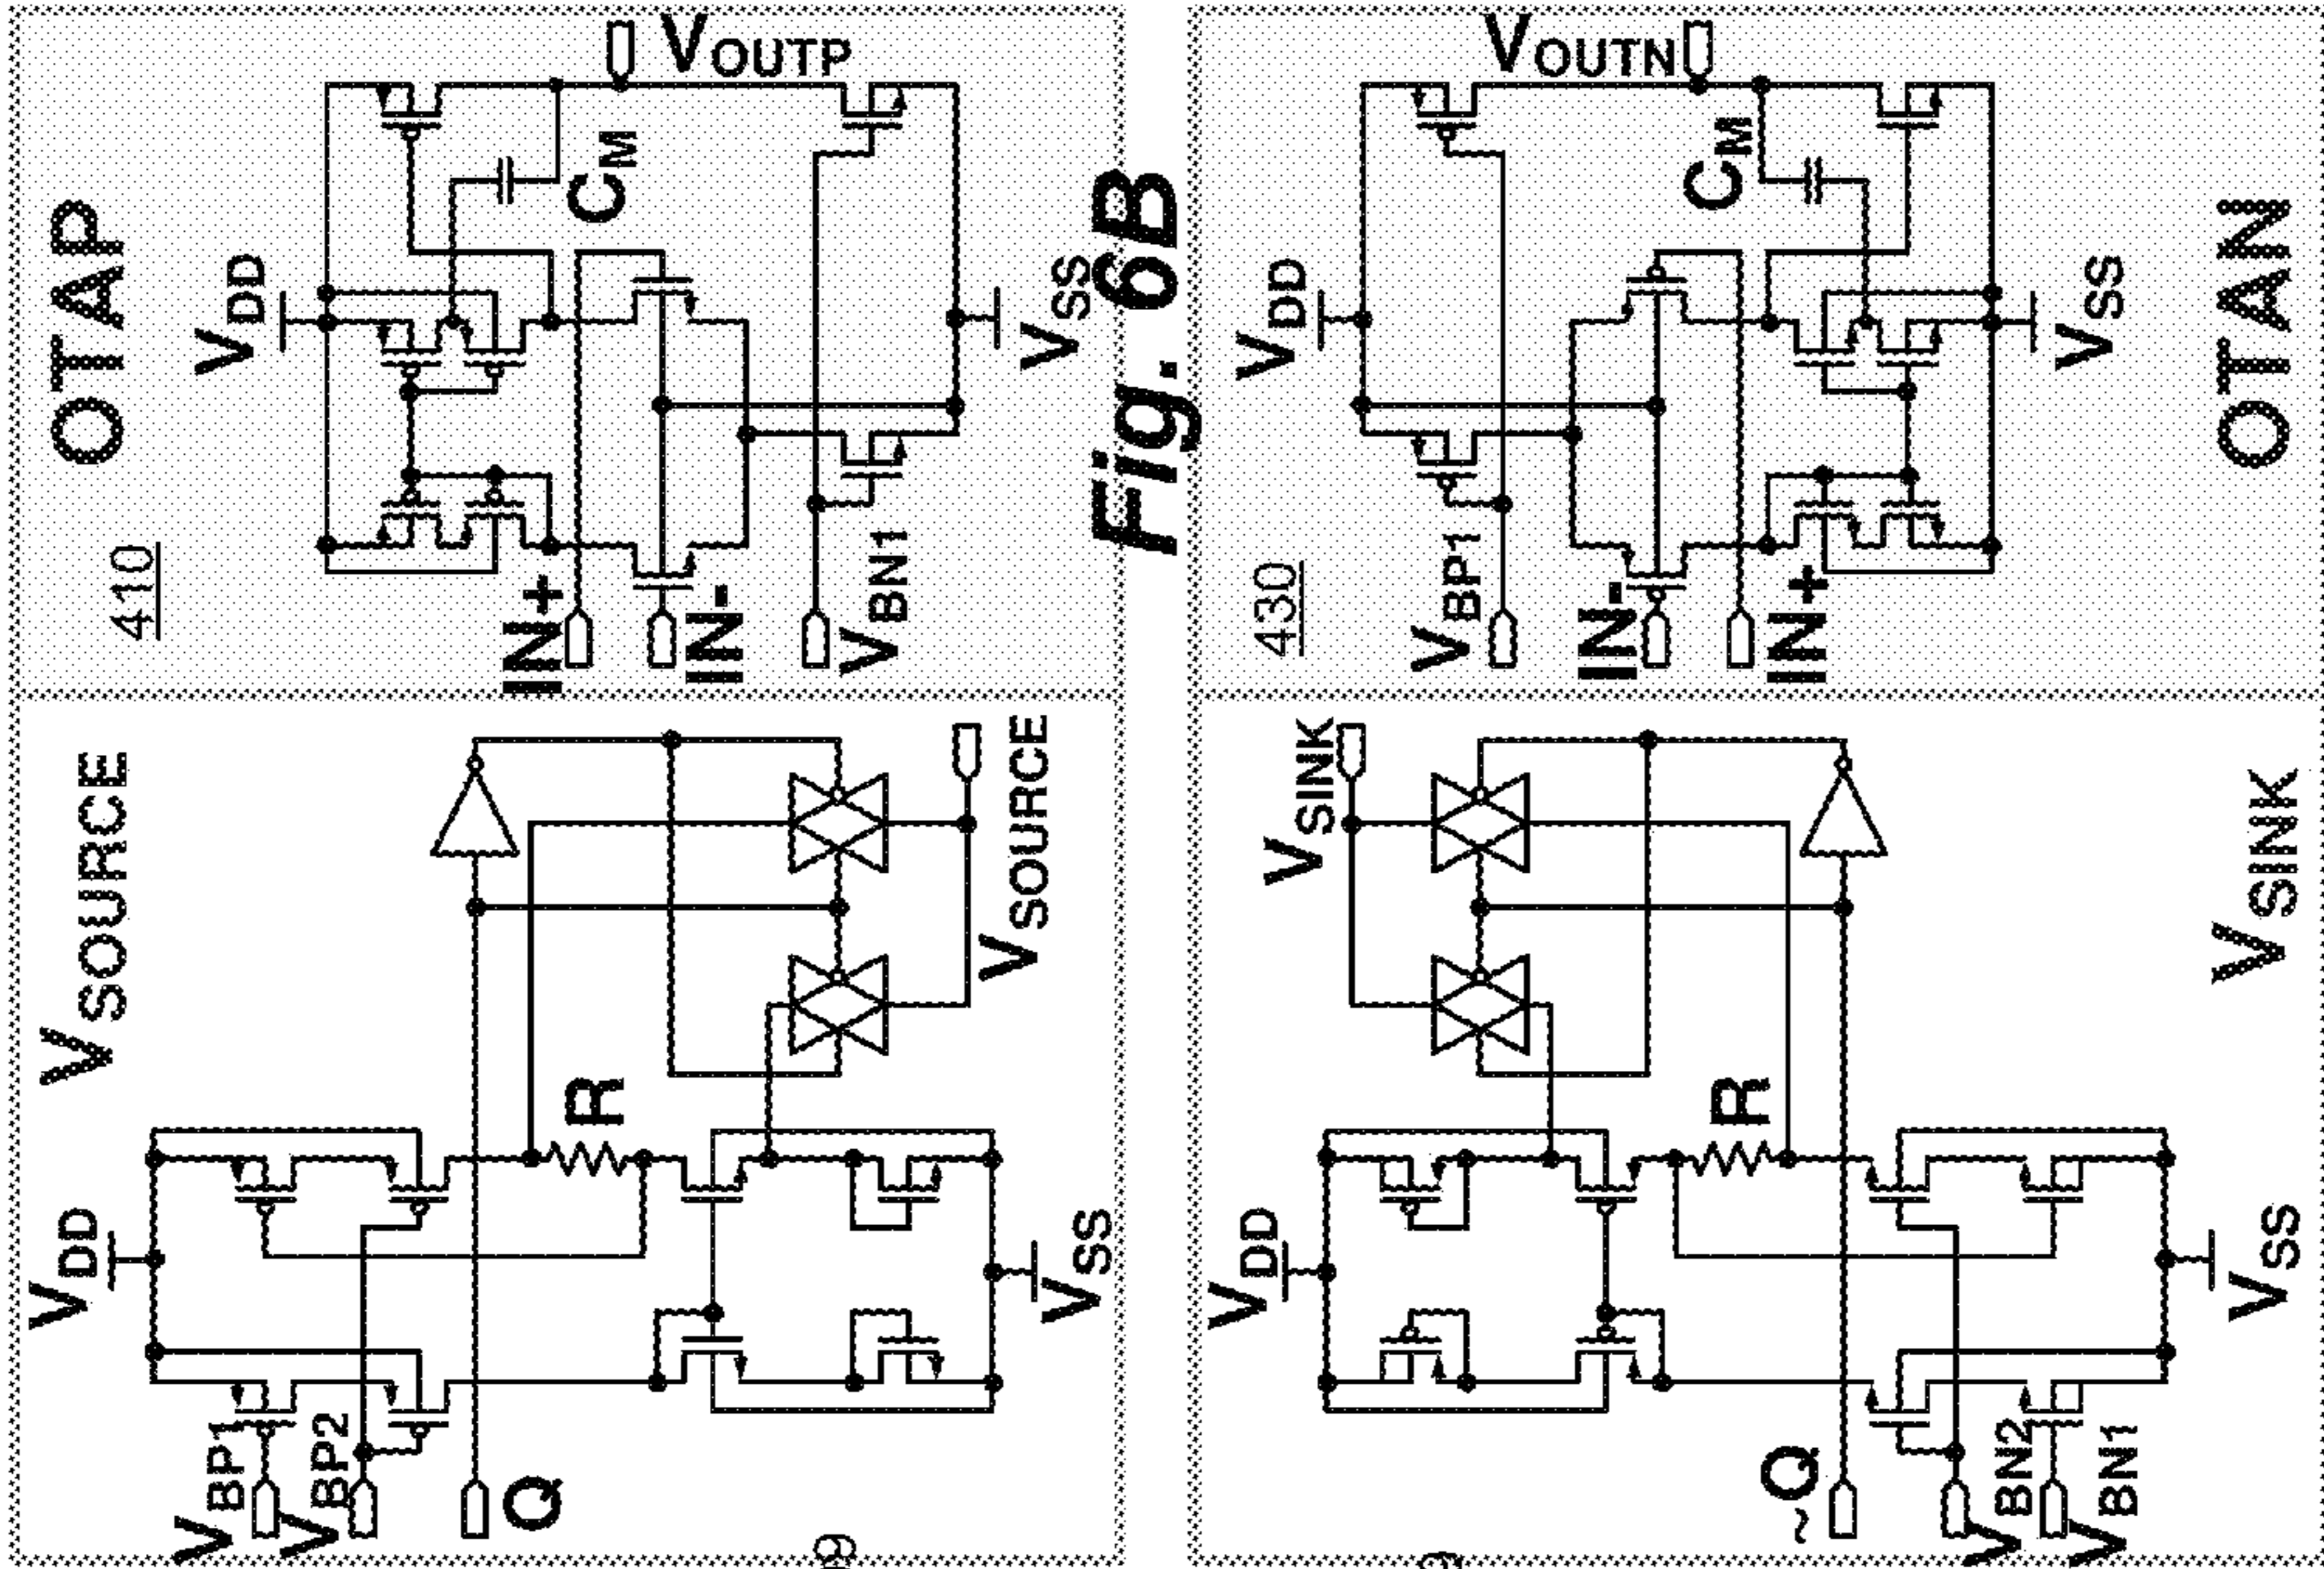 OTAP
410
VDD
VOUTP
CM
IN+
IN-
VBN1
VSS
Fig. 6B
VSOURCE
VDD
R
VBP1
VBP2
Q
VSS
VSOURCE
430
VDD
VOUTN
CM
VBP1
IN-
IN+
VSS
OTAN
VSINK
VDD
R
~Q
VBN2
VBN1
VSS
VSINK